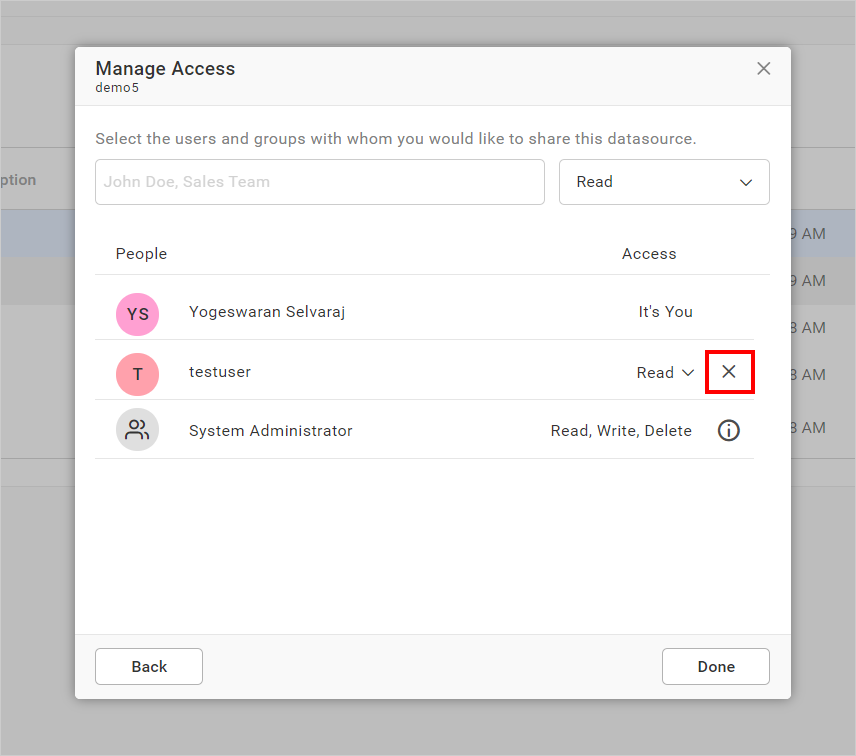 Manage Access
demo5
Select the users and groups with whom you would like to share this datasource.
John Doe, Sales Team
Read
ption
People
Access
9 AM
9 AM
YS
Yogeswaran Selvaraj
It's You
8 AM
T
testuser
Read
8 AM
System Administrator
Read, Write, Delete
8 AM
Back
Done